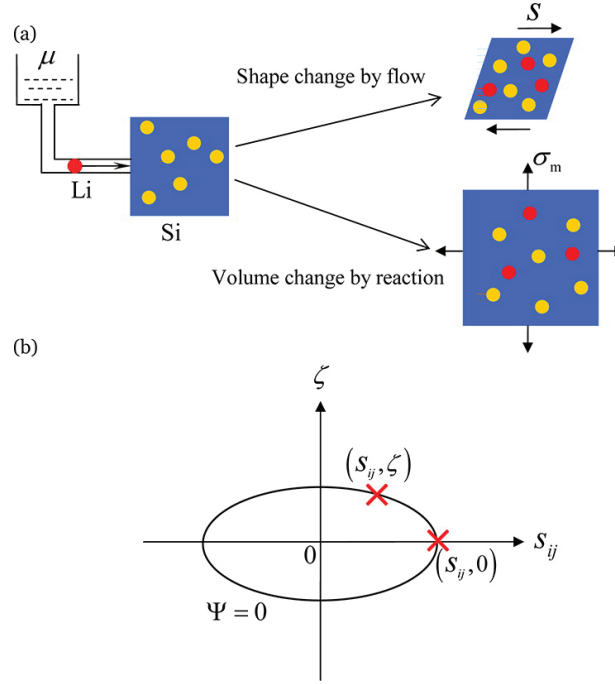 (a)
μ
Li
Si
Shape change by flow
s
σm
Volume change by reaction
(b)
ζ
(sij, ζ)
0
sij
(sij, 0)
Ψ = 0